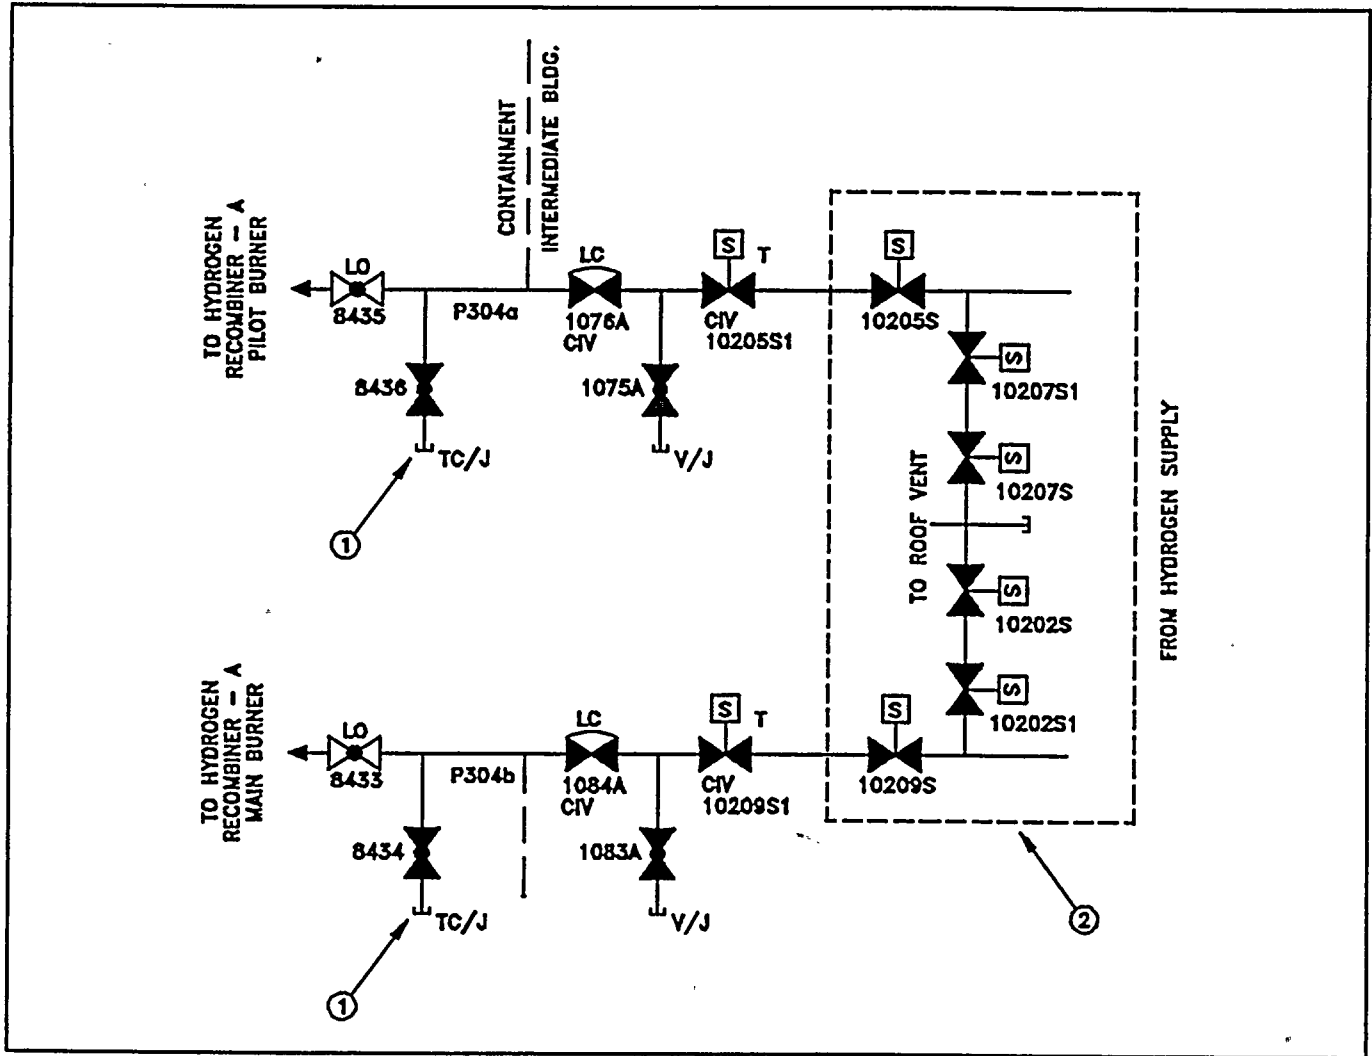 CONTAINMENT
INTERMEDIATE BLDG.
TO HYDROGEN
RECOMBINER – A
PILOT BURNER
LO
8435
P304a
LC
1076A
CIV
S
T
CIV
10205S1
S
10205S
8436
TC/J
1
1075A
V/J
S
10207S1
S
10207S
TO ROOF VENT
S
10202S
S
10202S1
FROM HYDROGEN SUPPLY
TO HYDROGEN
RECOMBINER – A
MAIN BURNER
LO
8433
P304b
LC
1084A
CIV
S
T
CIV
10209S1
S
10209S
8434
TC/J
1
1083A
V/J
2